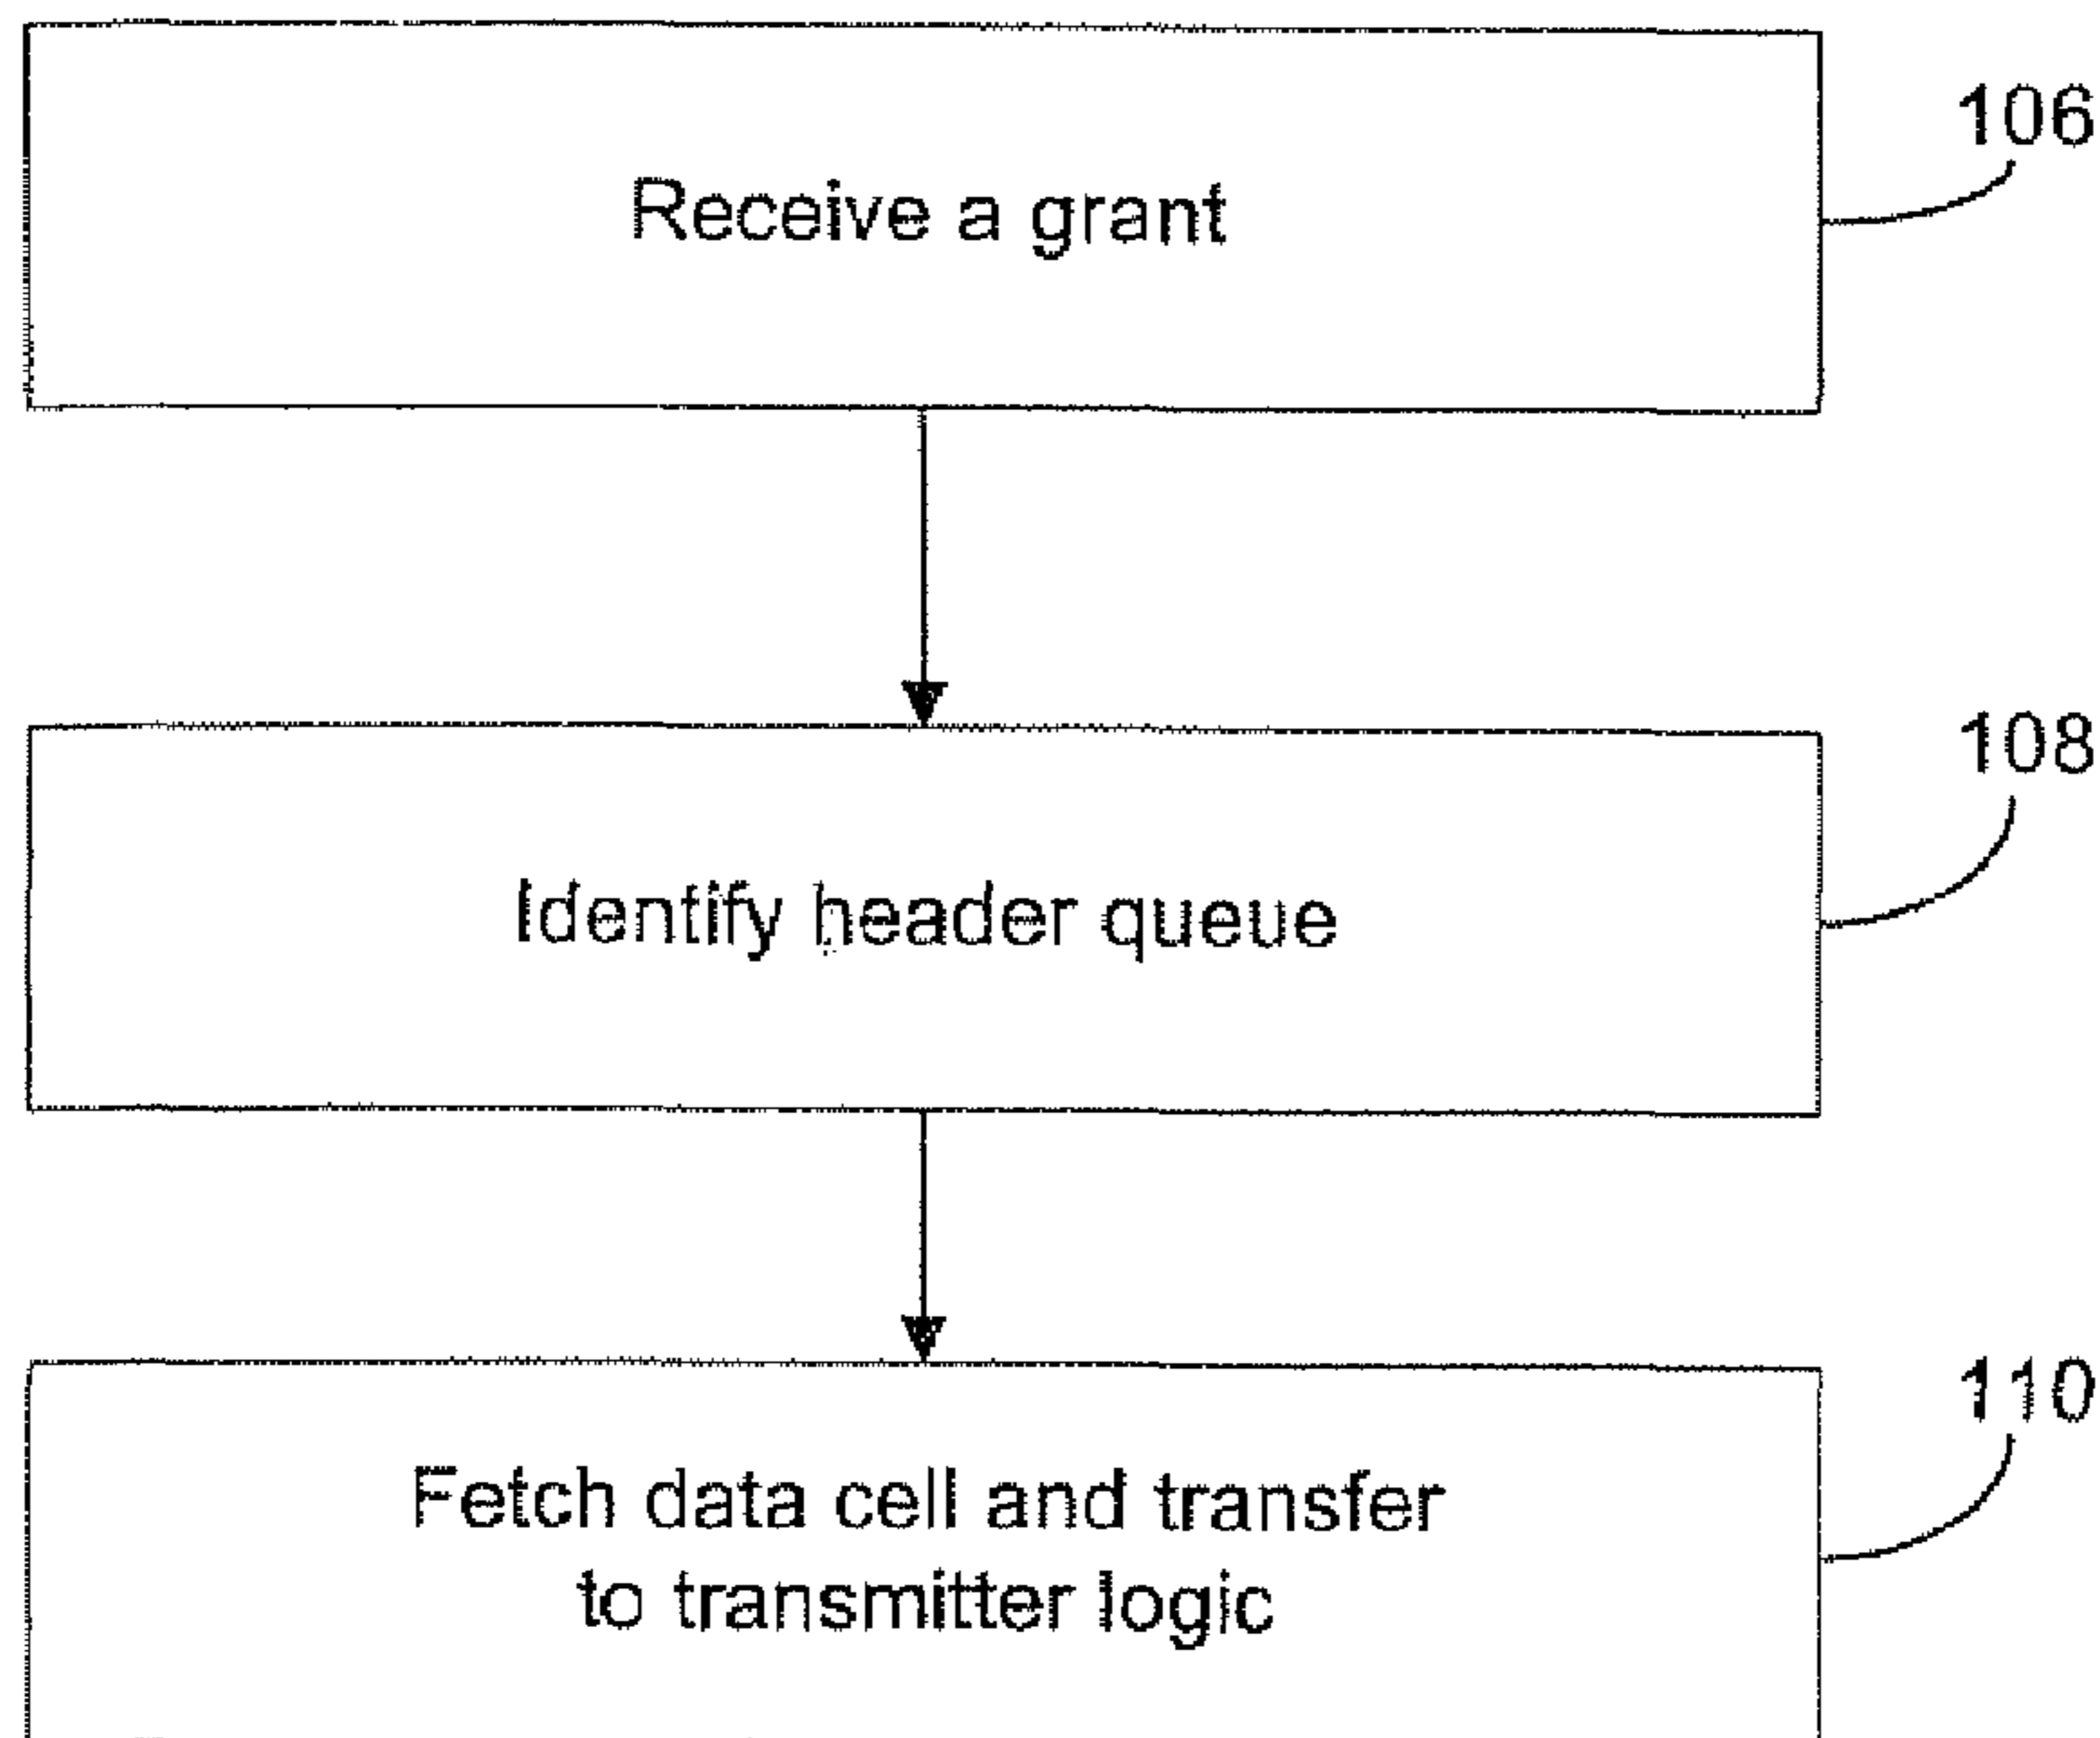 Receive a grant
106
Identify header queue
108
Fetch data cell and transfer
to transmitter logic
110